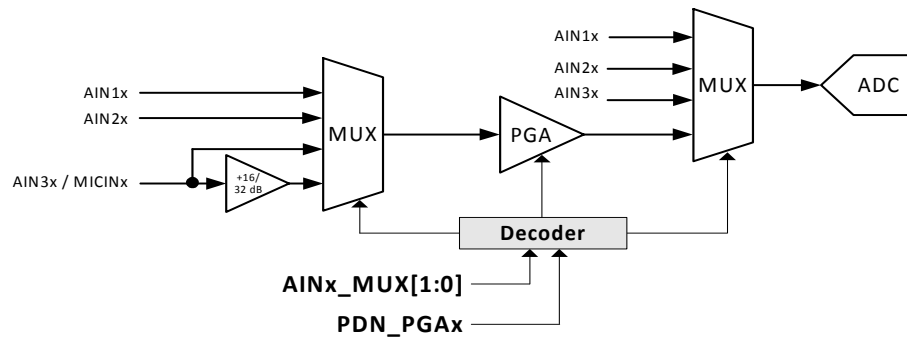 AIN1x
AIN2x
AIN3x / MICINx
+16/
32 dB
MUX
PGA
AIN1x
AIN2x
AIN3x
MUX
ADC
Decoder
AINx_MUX[1:0]
PDN_PGAx